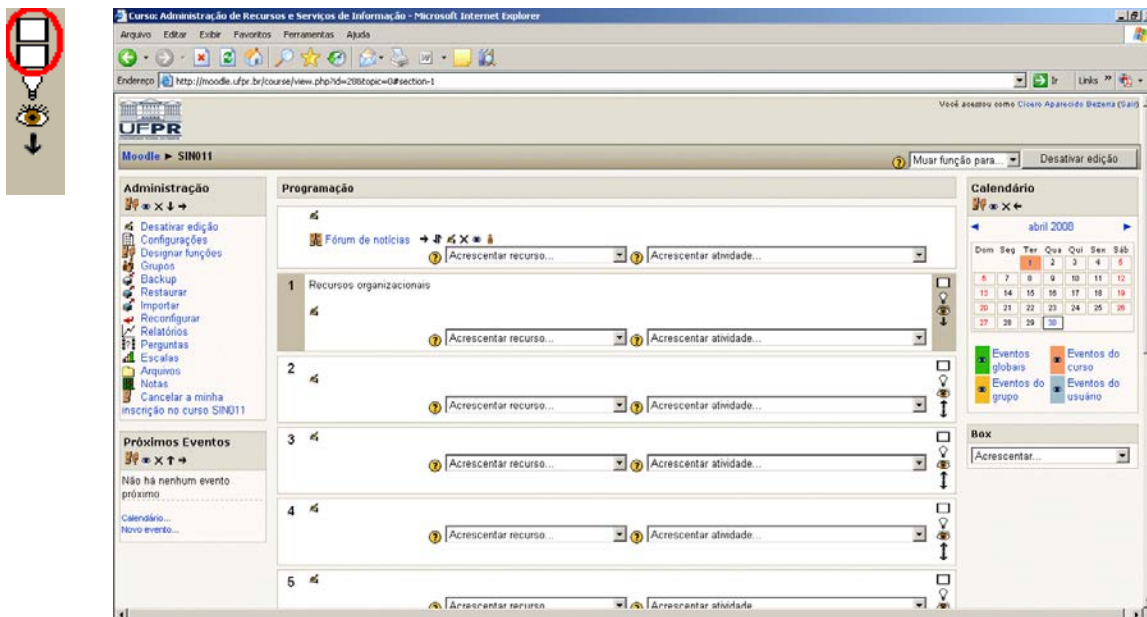 Curso: Administração de Recursos e Serviços de Informação - Microsoft Internet Explorer
Arquivo Editar Exibir Favoritos Ferramentas Ajuda
Endereço http://moodle.ufpr.br/course/view.php?id=288&topic=0#section-1 Ir Links »
UFPR
Você acessou como Cicero Aparecido Bezerra (Sair)
Moodle ► SIN011
Muar função para...
Desativar edição
Administração
Desativar edição
Configurações
Designar funções
Grupos
Backup
Restaurar
Importar
Reconfigurar
Relatórios
Perguntas
Escalas
Arquivos
Notas
Cancelar a minha
inscrição no curso SIN011
Próximos Eventos
Não há nenhum evento
próximo
Calendário...
Novo evento...
Programação
Fórum de notícias
Acrescentar recurso... Acrescentar atividade...
1 Recursos organizacionais
Acrescentar recurso... Acrescentar atividade...
2
Acrescentar recurso... Acrescentar atividade...
3
Acrescentar recurso... Acrescentar atividade...
4
Acrescentar recurso... Acrescentar atividade...
5
Acrescentar recurso... Acrescentar atividade...
Calendário
abril 2008
Dom Seg Ter Qua Qui Sex Sáb
1 2 3 4 5
6 7 8 9 10 11 12
13 14 15 16 17 18 19
20 21 22 23 24 25 26
27 28 29 30
Eventos globais
Eventos do curso
Eventos do grupo
Eventos do usuário
Box
Acrescentar...